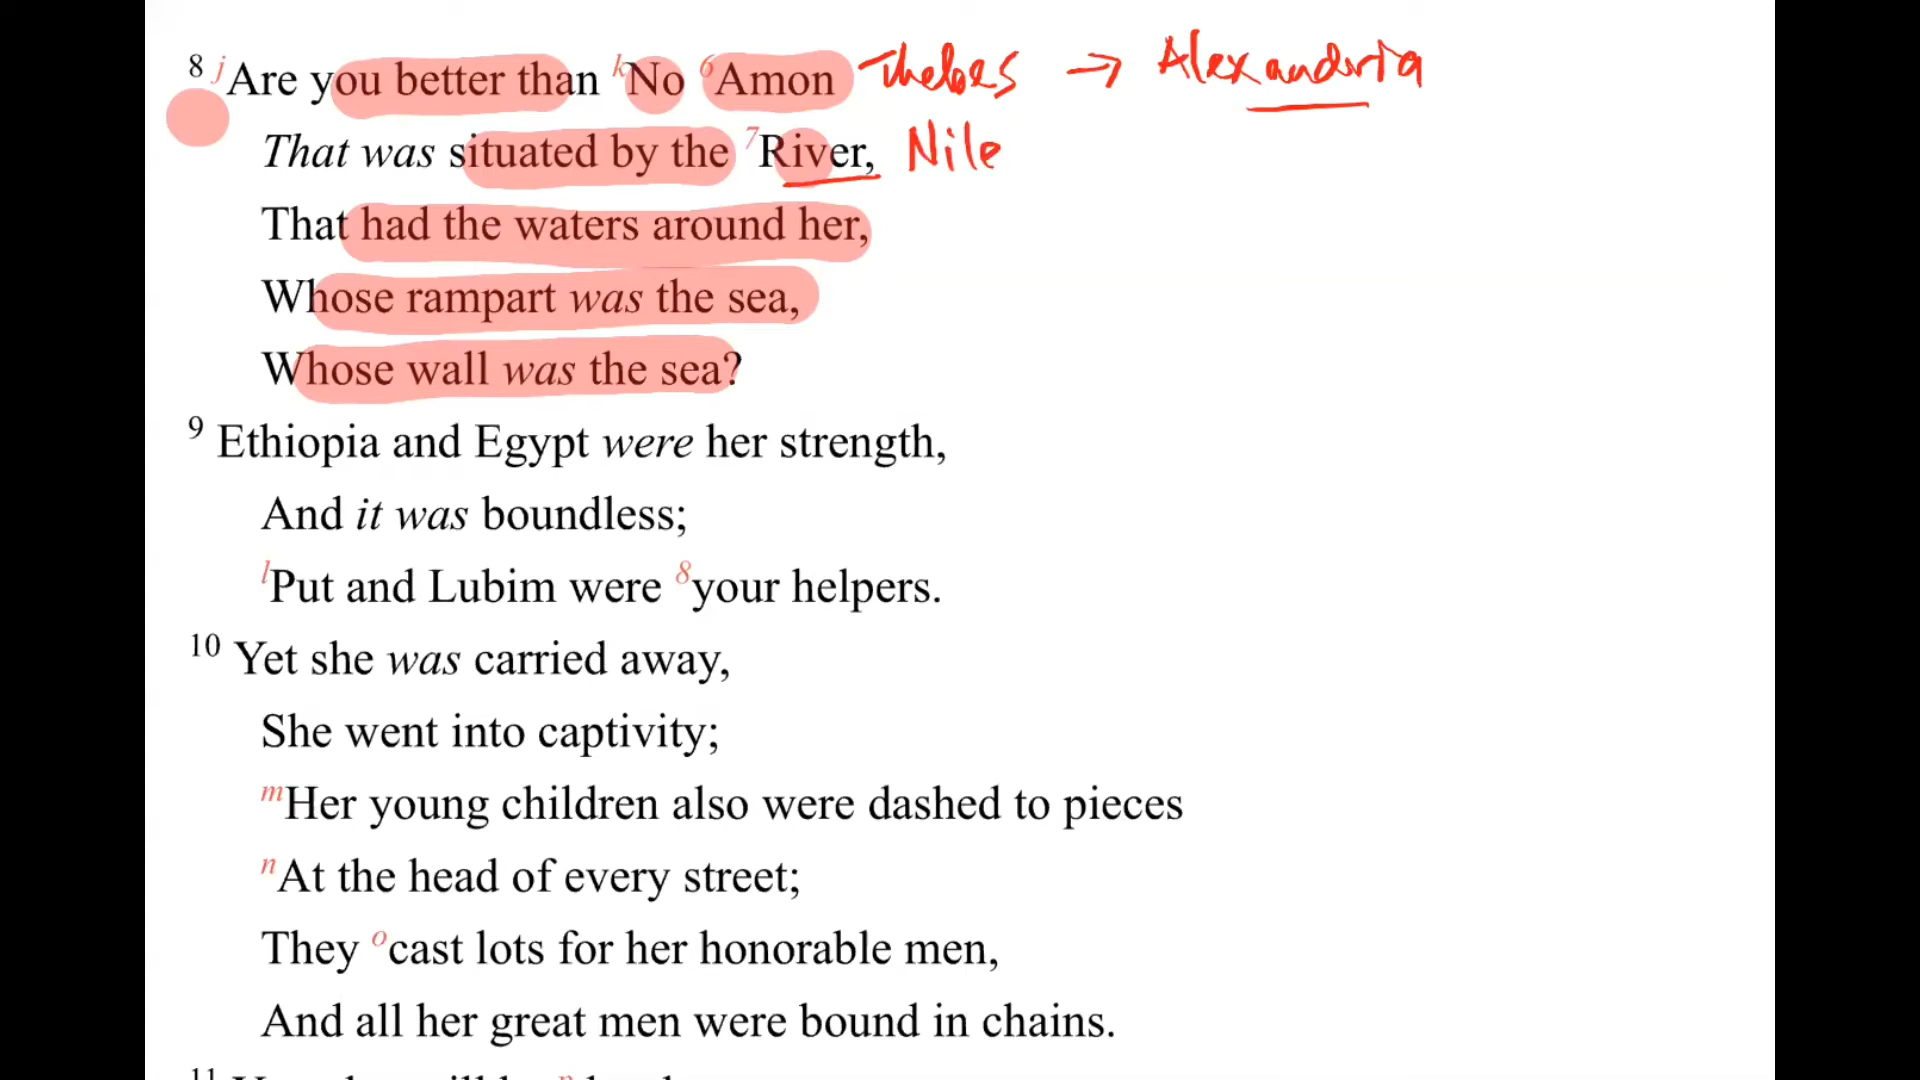 8 j Are you better than k No 6 Amon Thebes → Alexandria
That was situated by the 7 River, Nile
That had the waters around her,
Whose rampart was the sea,
Whose wall was the sea?
9 Ethiopia and Egypt were her strength,
And it was boundless;
l Put and Lubim were 8 your helpers.
10 Yet she was carried away,
She went into captivity;
m Her young children also were dashed to pieces
n At the head of every street;
They o cast lots for her honorable men,
And all her great men were bound in chains.
11